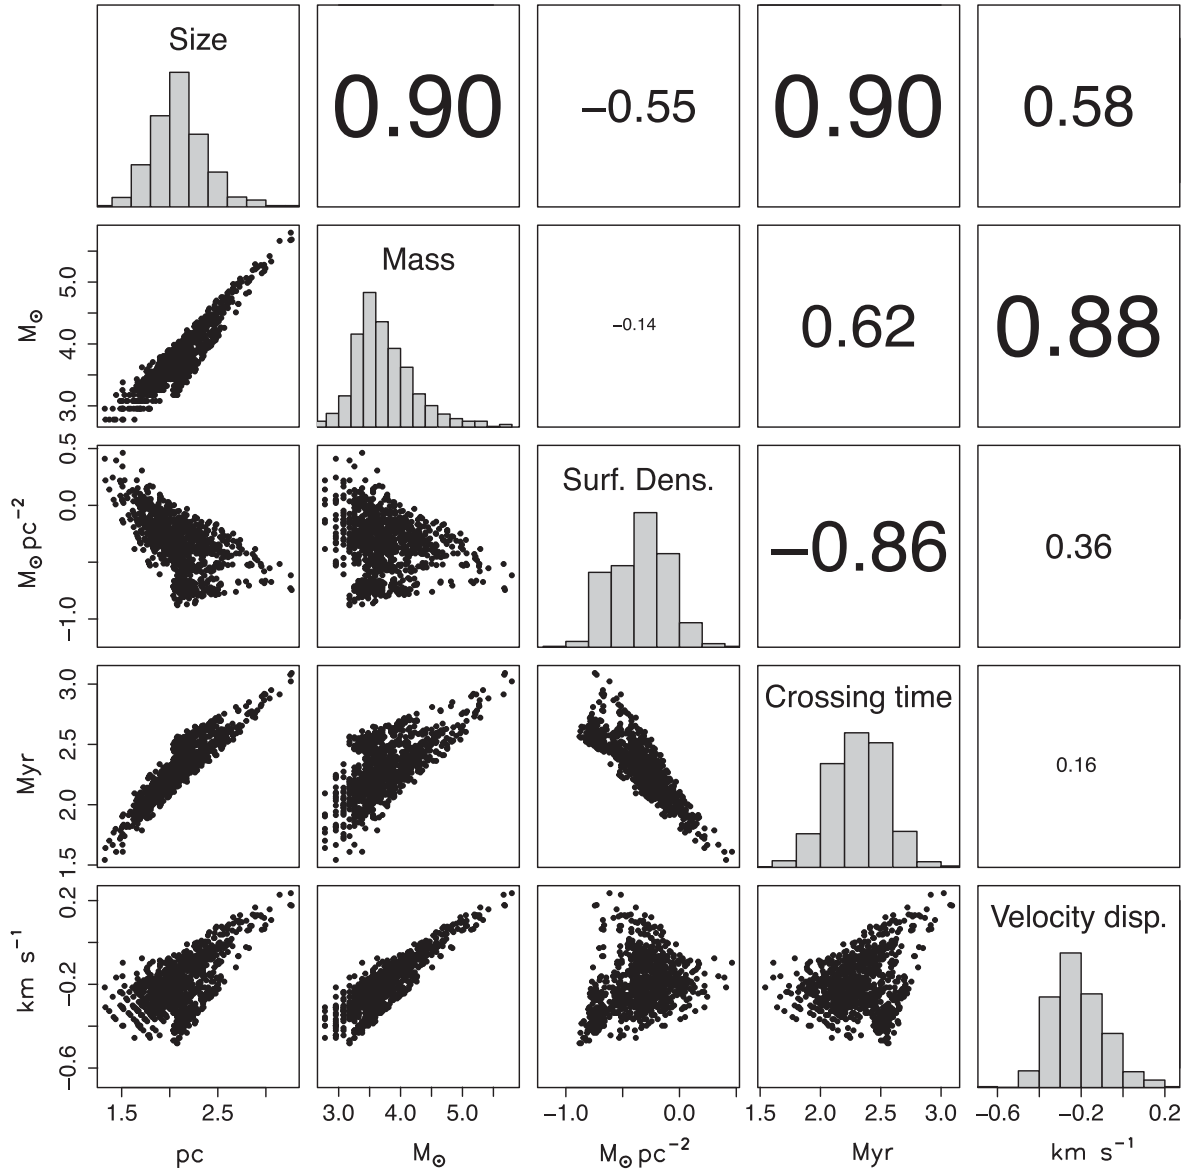 Size
0.90
−0.55
0.90
0.58
M⊙
5.0
4.0
3.0
Mass
−0.14
0.62
0.88
M⊙ pc⁻²
0.5
0.0
−1.0
Surf. Dens.
−0.86
0.36
Myr
3.0
2.5
2.0
1.5
Crossing time
0.16
km s⁻¹
0.2
−0.2
−0.6
Velocity disp.
1.5 2.5
3.0 4.0 5.0
−1.0 0.0
1.5 2.0 2.5 3.0
−0.6 −0.2 0.2
pc
M⊙
M⊙ pc⁻²
Myr
km s⁻¹